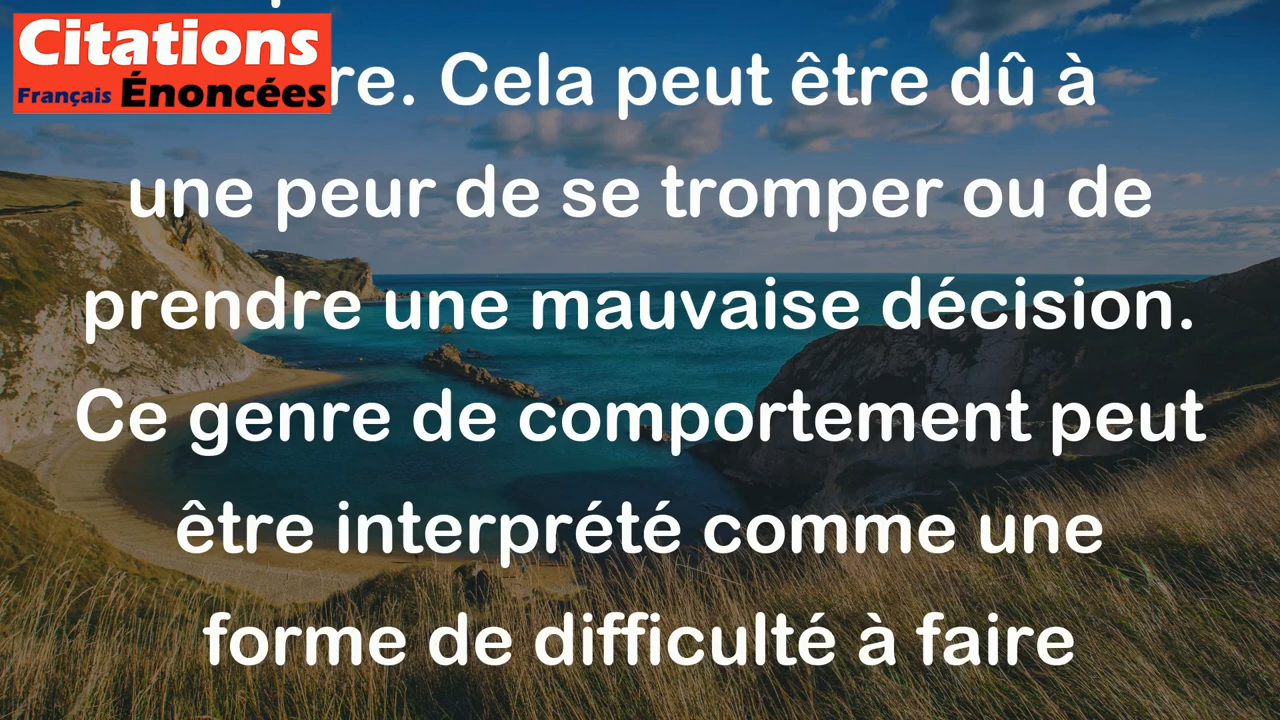 Citations
Français Énoncées
re. Cela peut être dû à
une peur de se tromper ou de
prendre une mauvaise décision.
Ce genre de comportement peut
être interprété comme une
forme de difficulté à faire